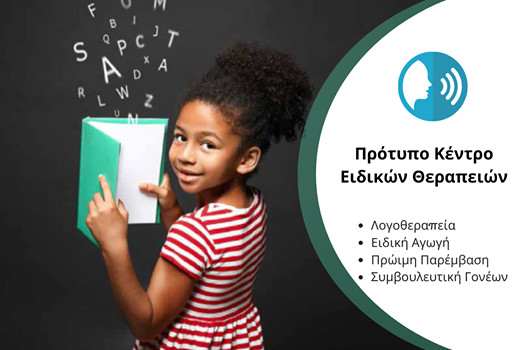 F O M
B I J
Q S P C T
S A D X A
R L W Z
U N
Πρότυπο Κέντρο
Ειδικών Θεραπειών
Λογοθεραπεία
Ειδική Αγωγή
Πρώιμη Παρέμβαση
Συμβουλευτική Γονέων